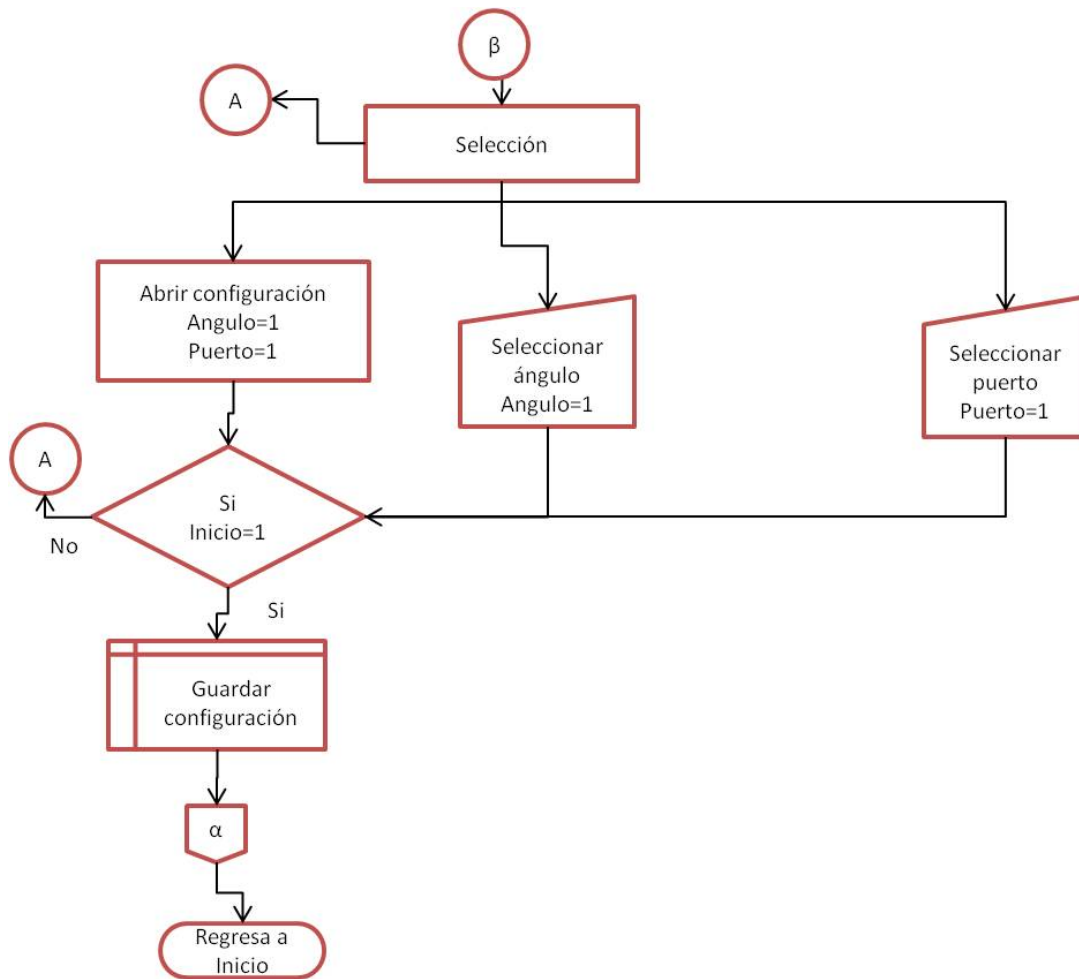 β
A
Selección
Abrir configuración
Angulo=1
Puerto=1
Seleccionar
ángulo
Angulo=1
Seleccionar
puerto
Puerto=1
A
Si
Inicio=1
No
Si
Guardar
configuración
α
Regresa a
Inicio